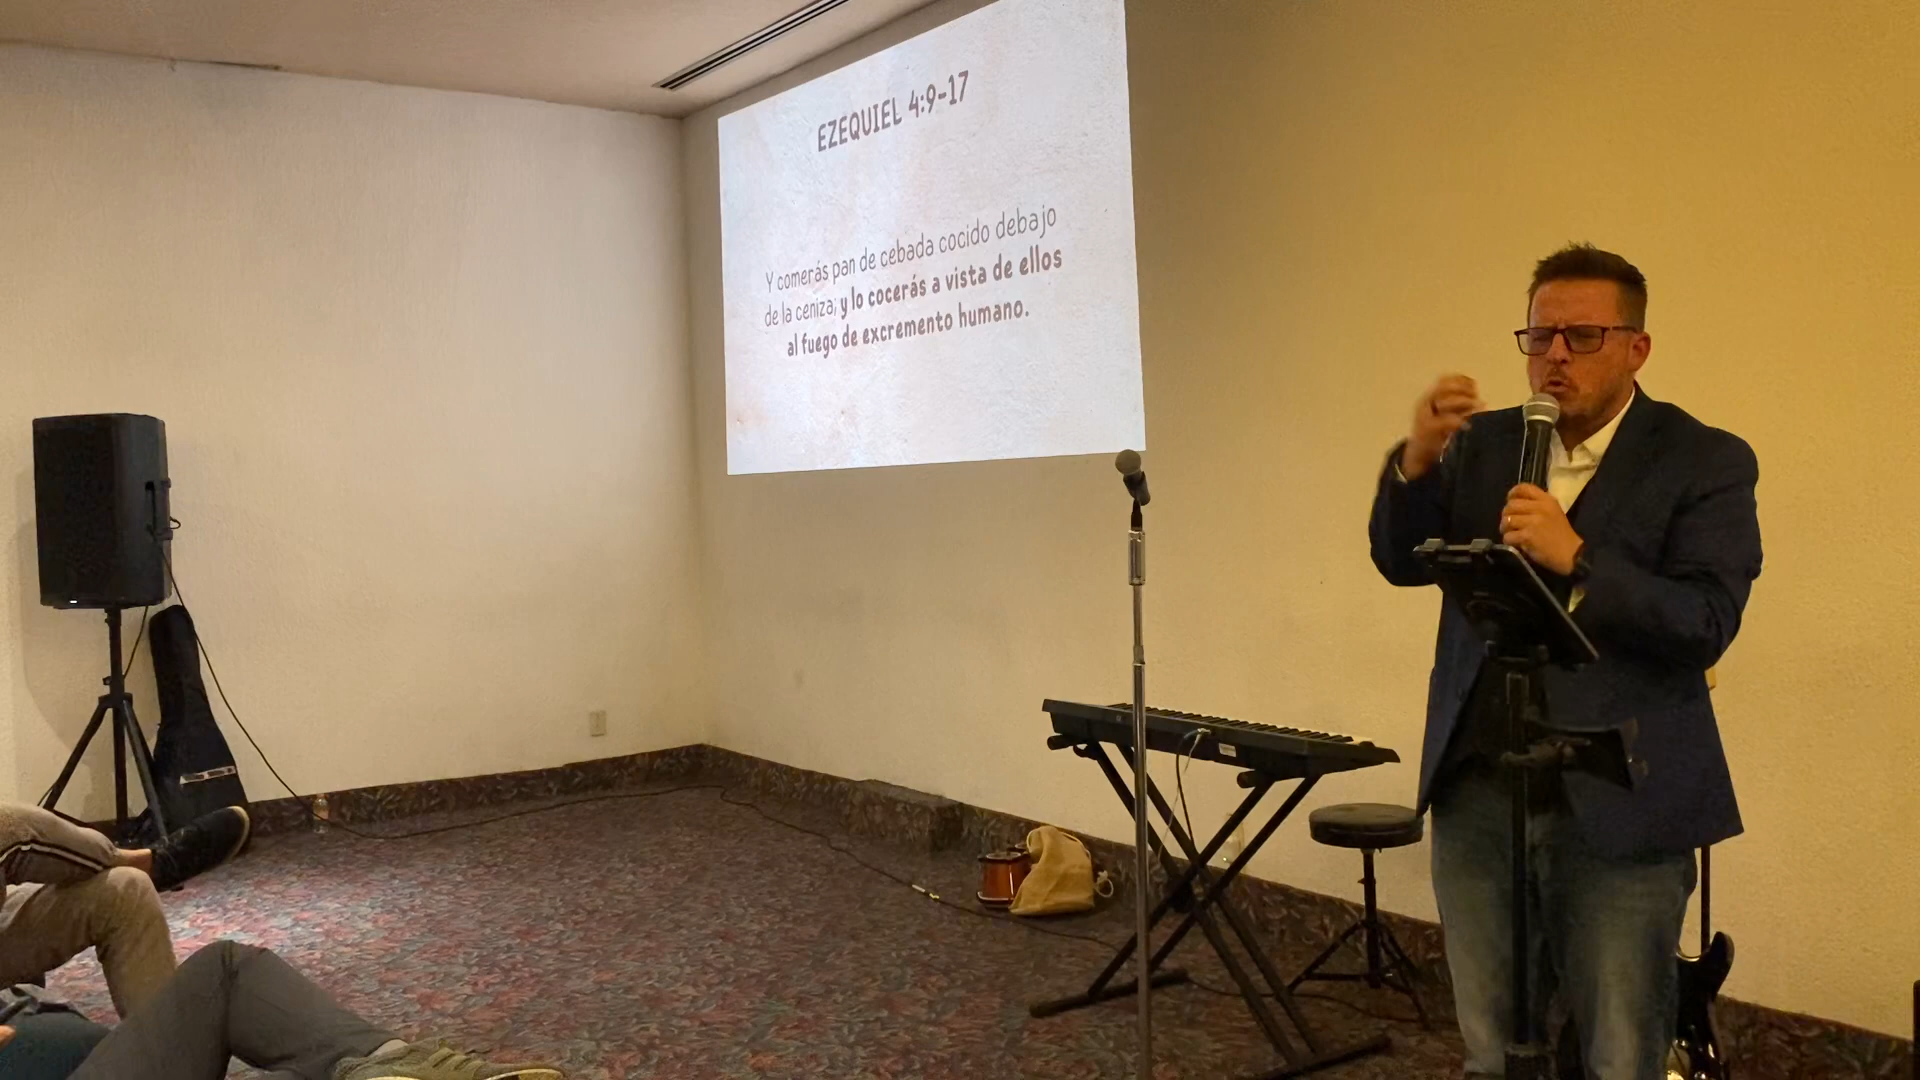 EZEQUIEL 4:9-17
Y comerás pan de cebada cocido debajo
de la ceniza; y lo cocerás a vista de ellos
al fuego de excremento humano.